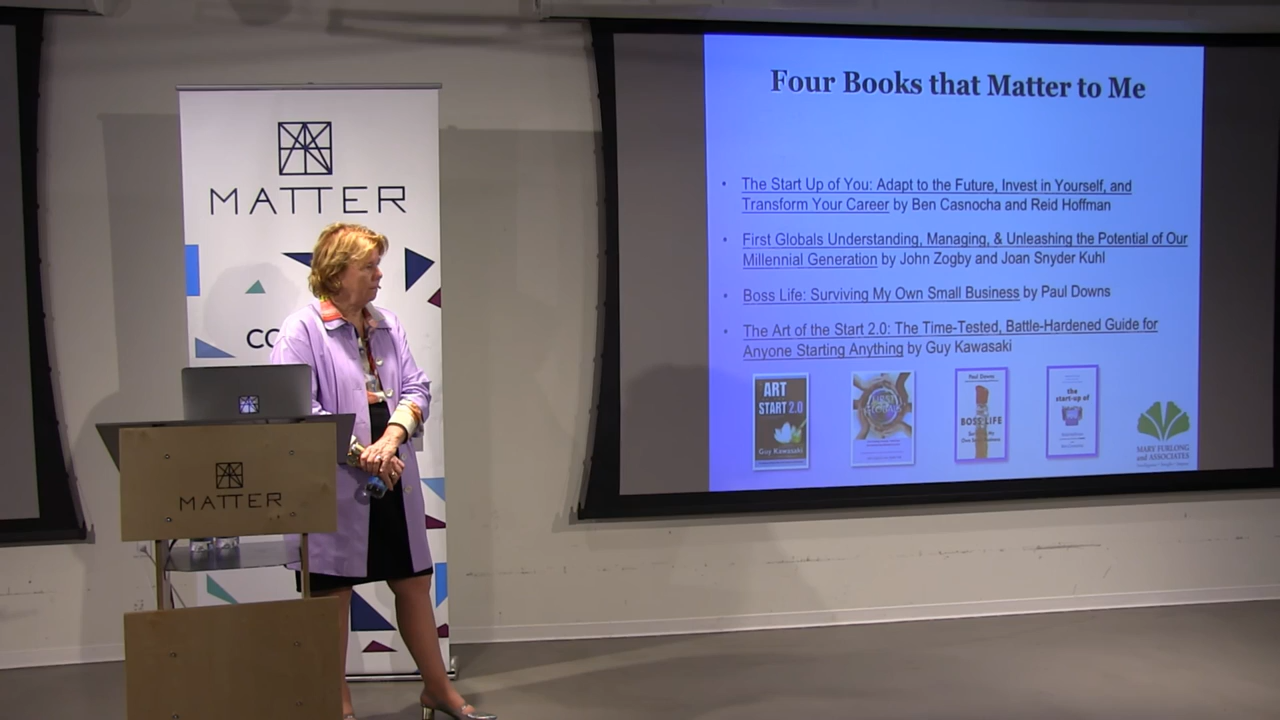 MATTER
CO
MATTER
Four Books that Matter to Me
• The Start Up of You: Adapt to the Future, Invest in Yourself, and
Transform Your Career by Ben Casnocha and Reid Hoffman
• First Globals Understanding, Managing, & Unleashing the Potential of Our
Millennial Generation by John Zogby and Joan Snyder Kuhl
• Boss Life: Surviving My Own Small Business by Paul Downs
• The Art of the Start 2.0: The Time-Tested, Battle-Hardened Guide for
Anyone Starting Anything by Guy Kawasaki
ART
START 2.0
Guy Kawasaki
FIRST
GLOBALS
Paul Downs
BOSS LIFE
the
start-up of
MARY FURLONG
and ASSOCIATES